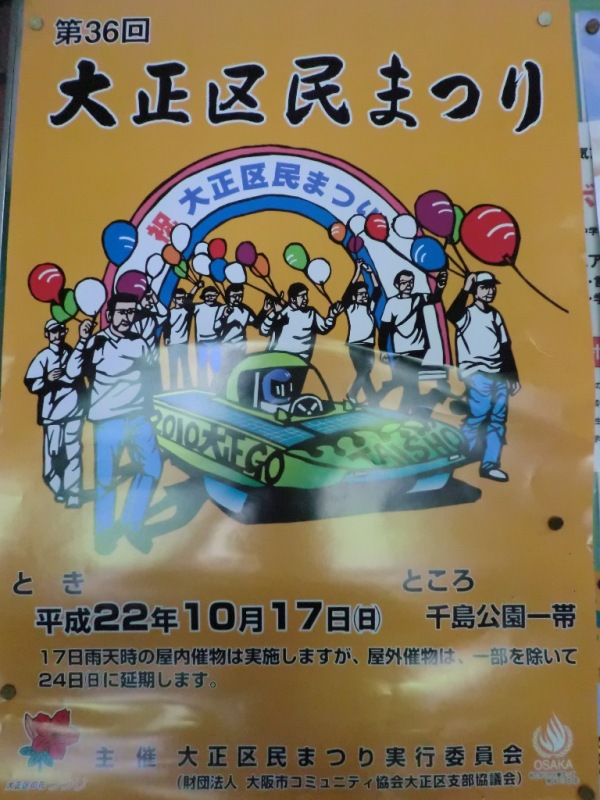 第36回
大正区民まつり
祝 大正区民まつり
2010大正GO
TAISHO
とき
ところ
平成22年10月17日(日)
千島公園一帯
17日雨天時の屋内催物は実施しますが、屋外催物は、一部を除いて
24日(日)に延期します。
主催 大正区民まつり実行委員会
(財団法人 大阪市コミュニティ協会大正区支部協議会)
OSAKA